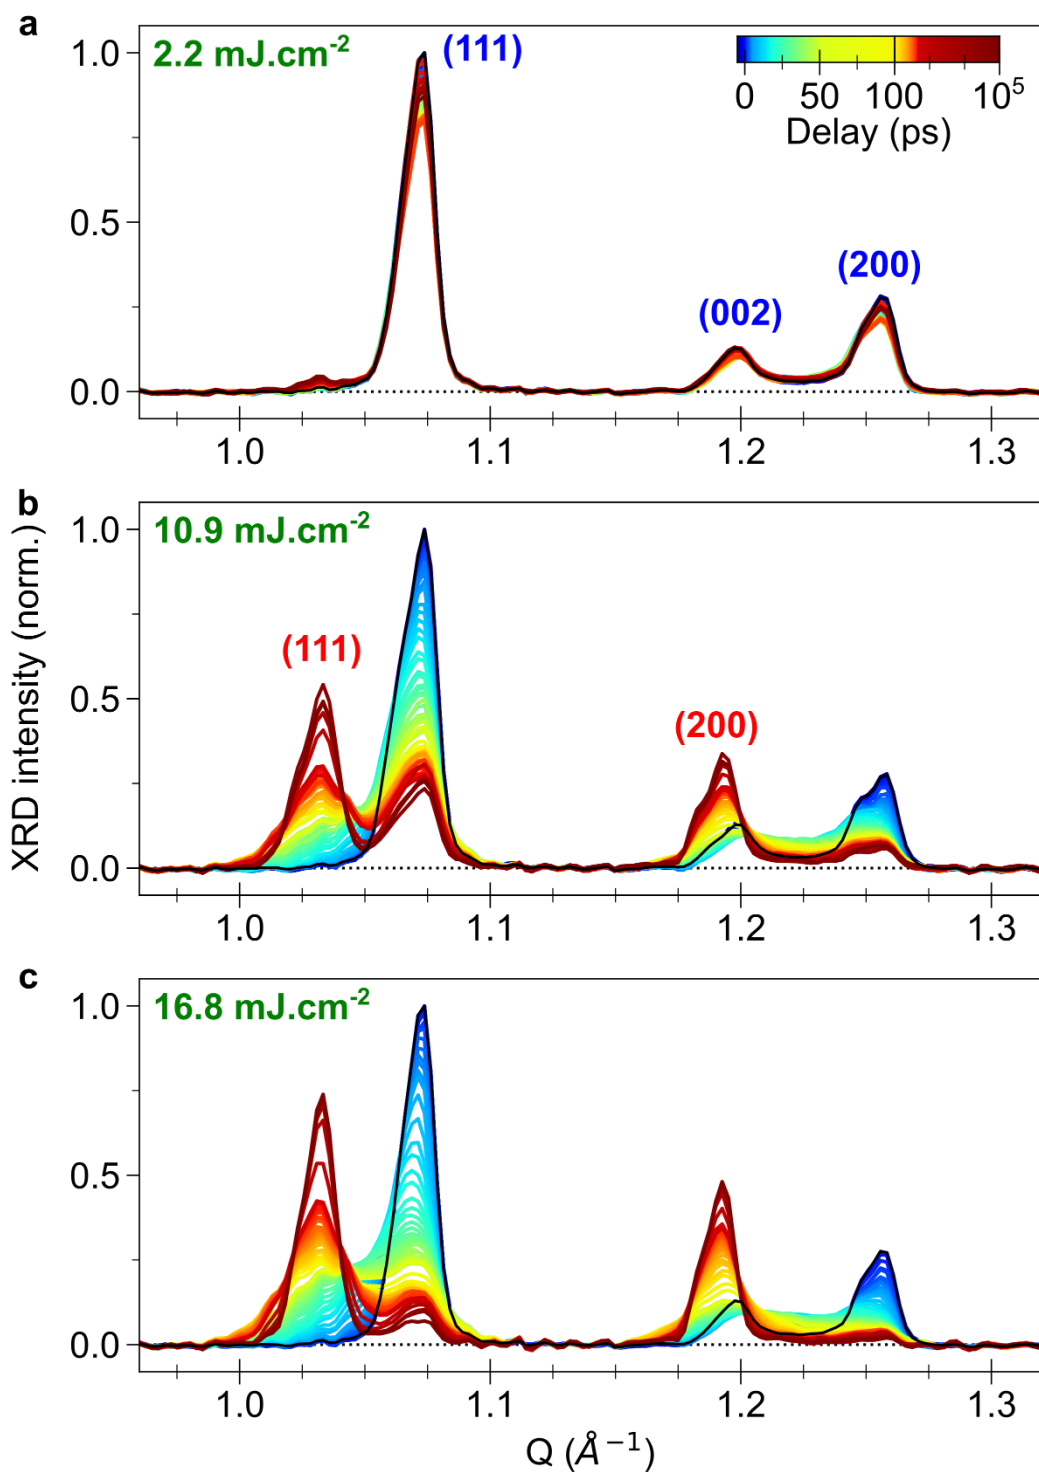 a
2.2 mJ.cm⁻²
(111)
(002)
(200)
0 50 100 10⁵
Delay (ps)
1.0
0.5
0.0
1.0 1.1 1.2 1.3
b
10.9 mJ.cm⁻²
(111)
(200)
1.0
0.5
0.0
1.0 1.1 1.2 1.3
XRD intensity (norm.)
c
16.8 mJ.cm⁻²
1.0
0.5
0.0
1.0 1.1 1.2 1.3
Q (Å⁻¹)